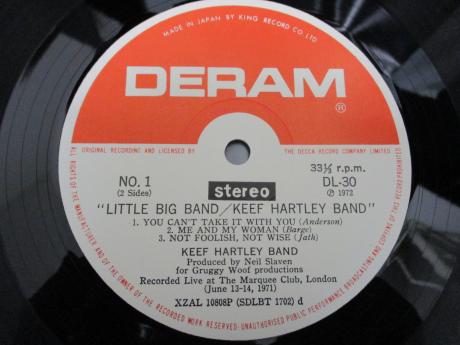 MADE IN JAPAN BY KING RECORD CO. LTD
DERAM
®
ORIGINAL RECORDING AND LICENSED BY THE DECCA RECORD COMPANY LIMITED
NO. 1
(2 Sides)
stereo
33⅓ r.p.m.
DL-30
Ⓟ 1972
"LITTLE BIG BAND/KEEF HARTLEY BAND"
1. YOU CAN'T TAKE IT WITH YOU (Anderson)
2. ME AND MY WOMAN (Barge)
3. NOT FOOLISH, NOT WISE (Jath)
KEEF HARTLEY BAND
Produced by Neil Slaven
for Gruggy Woof productions
Recorded Live at The Marquee Club, London
(June 13-14, 1971)
XZAL 10808P (SDLBT 1702) d
ALL RIGHTS OF THE MANUFACTURER AND OF THE OWNER OF THE RECORDED WORK RESERVED·UNAUTHORISED PUBLIC PERFORMANCE BROADCASTING AND COPYING OF THIS RECORD PROHIBITED